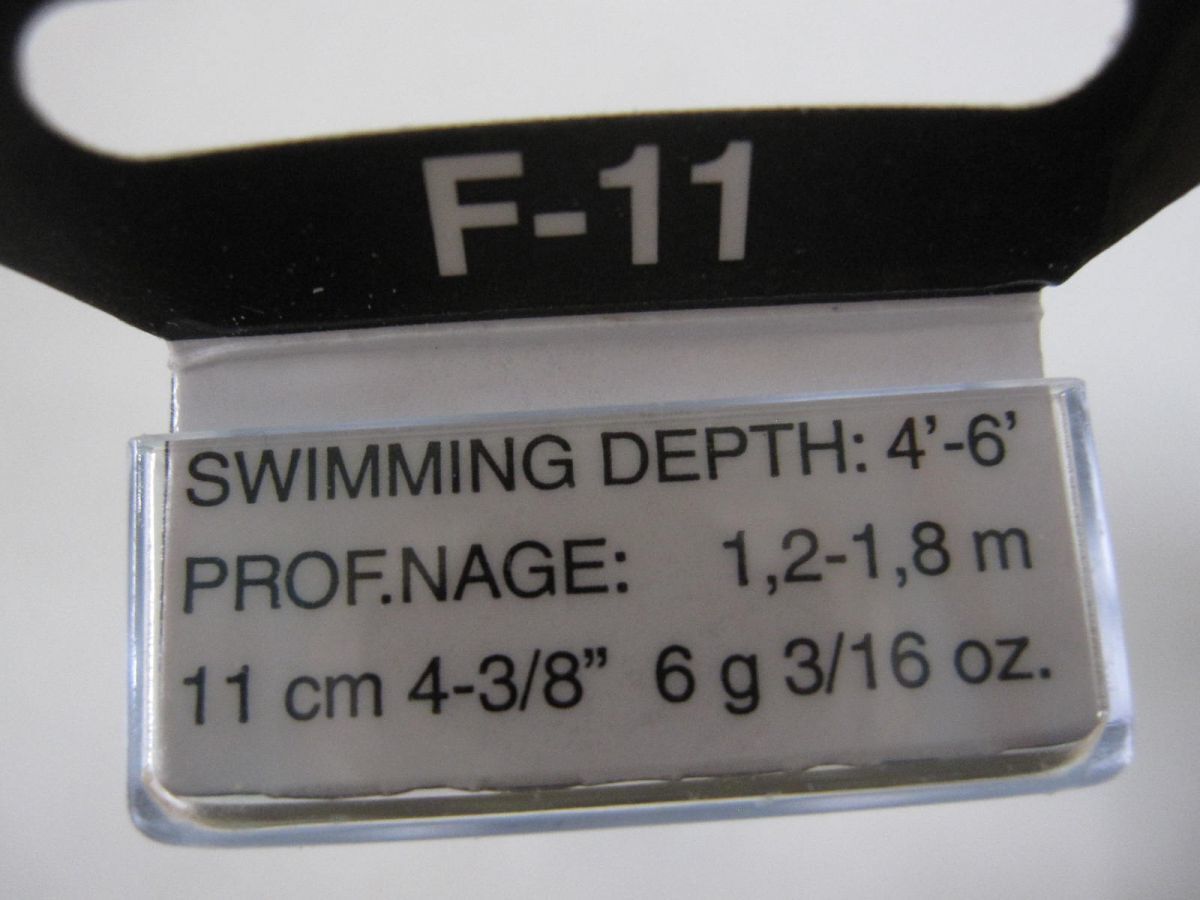 F-11
SWIMMING DEPTH: 4’-6’
PROF.NAGE: 1,2-1,8 m
11 cm 4-3/8” 6 g 3/16 oz.